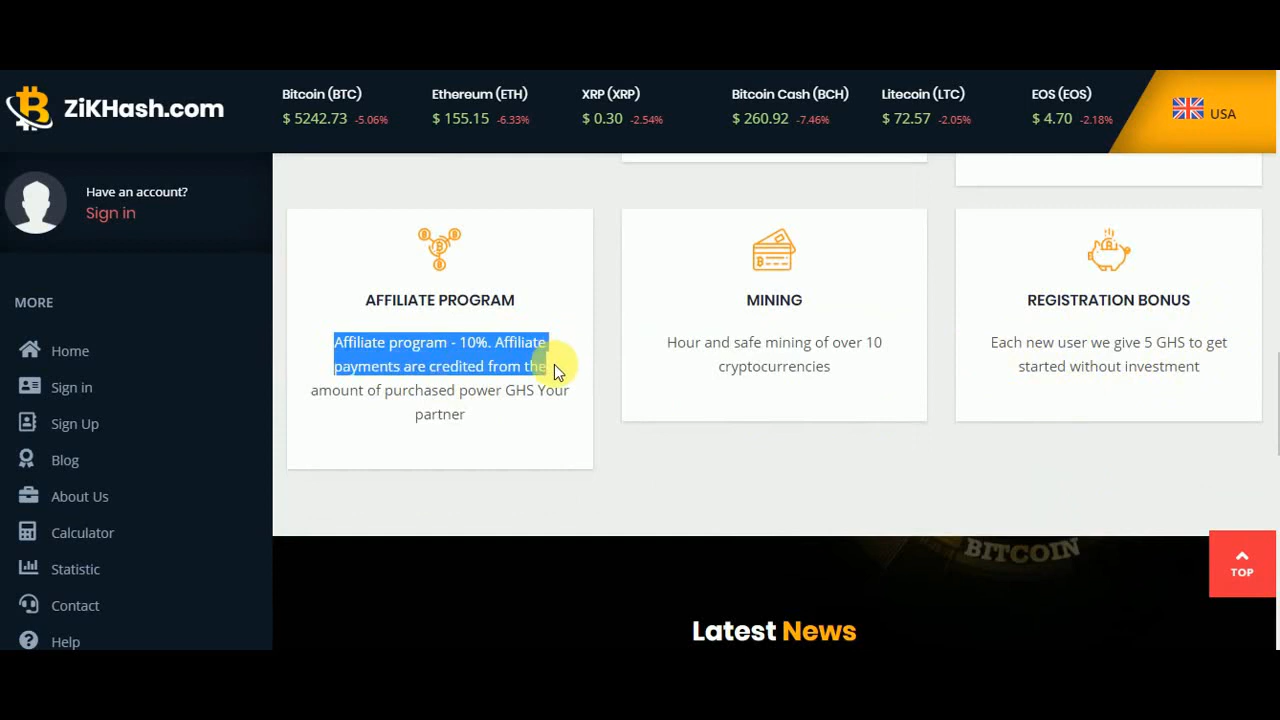 ZiKHash.com
Bitcoin (BTC)
$ 5242.73 -5.06%
Ethereum (ETH)
$ 155.15 -6.33%
XRP (XRP)
$ 0.30 -2.54%
Bitcoin Cash (BCH)
$ 260.92 -7.46%
Litecoin (LTC)
$ 72.57 -2.05%
EOS (EOS)
$ 4.70 -2.18%
USA
Have an account?
Sign in
MORE
Home
Sign in
Sign Up
Blog
About Us
Calculator
Statistic
Contact
Help
AFFILIATE PROGRAM
Affiliate program - 10%. Affiliate
payments are credited from the
amount of purchased power GHS Your
partner
MINING
Hour and safe mining of over 10
cryptocurrencies
REGISTRATION BONUS
Each new user we give 5 GHS to get
started without investment
BITCOIN
TOP
Latest News